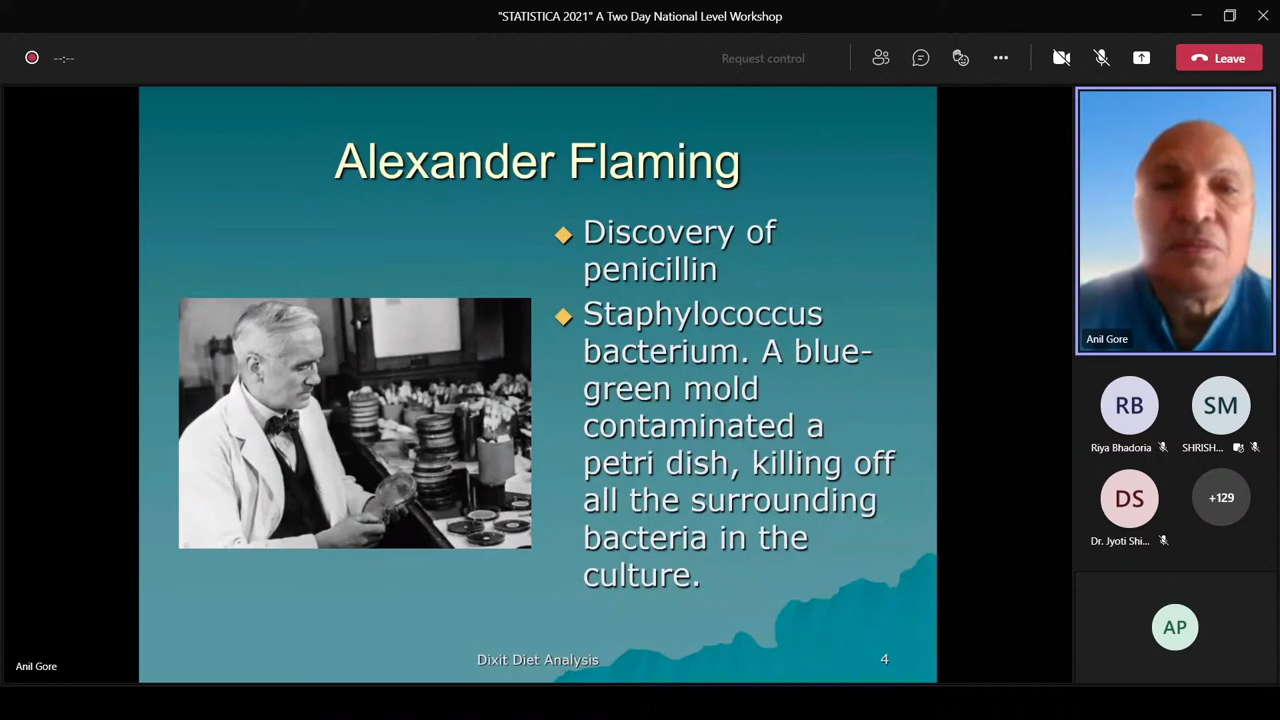 "STATISTICA 2021" A Two Day National Level Workshop
--:--
Request control
Leave
Alexander Flaming
Discovery of
penicillin
Staphylococcus
bacterium. A blue-
green mold
contaminated a
petri dish, killing off
all the surrounding
bacteria in the
culture.
Dixit Diet Analysis
4
Anil Gore
Anil Gore
RB
SM
Riya Bhadoria
SHRISH...
DS
+129
Dr. Jyoti Shi...
AP